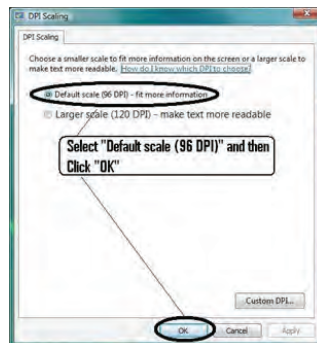 DPI Scaling
DPI Scaling
Choose a smaller scale to fit more information on the screen or a larger scale to
make text more readable. How do I know which DPI to choose?
Default scale (96 DPI) - fit more information
Larger scale (120 DPI) - make text more readable
Select "Default scale (96 DPI)" and then
Click "OK"
Custom DPI...
OK Cancel Apply